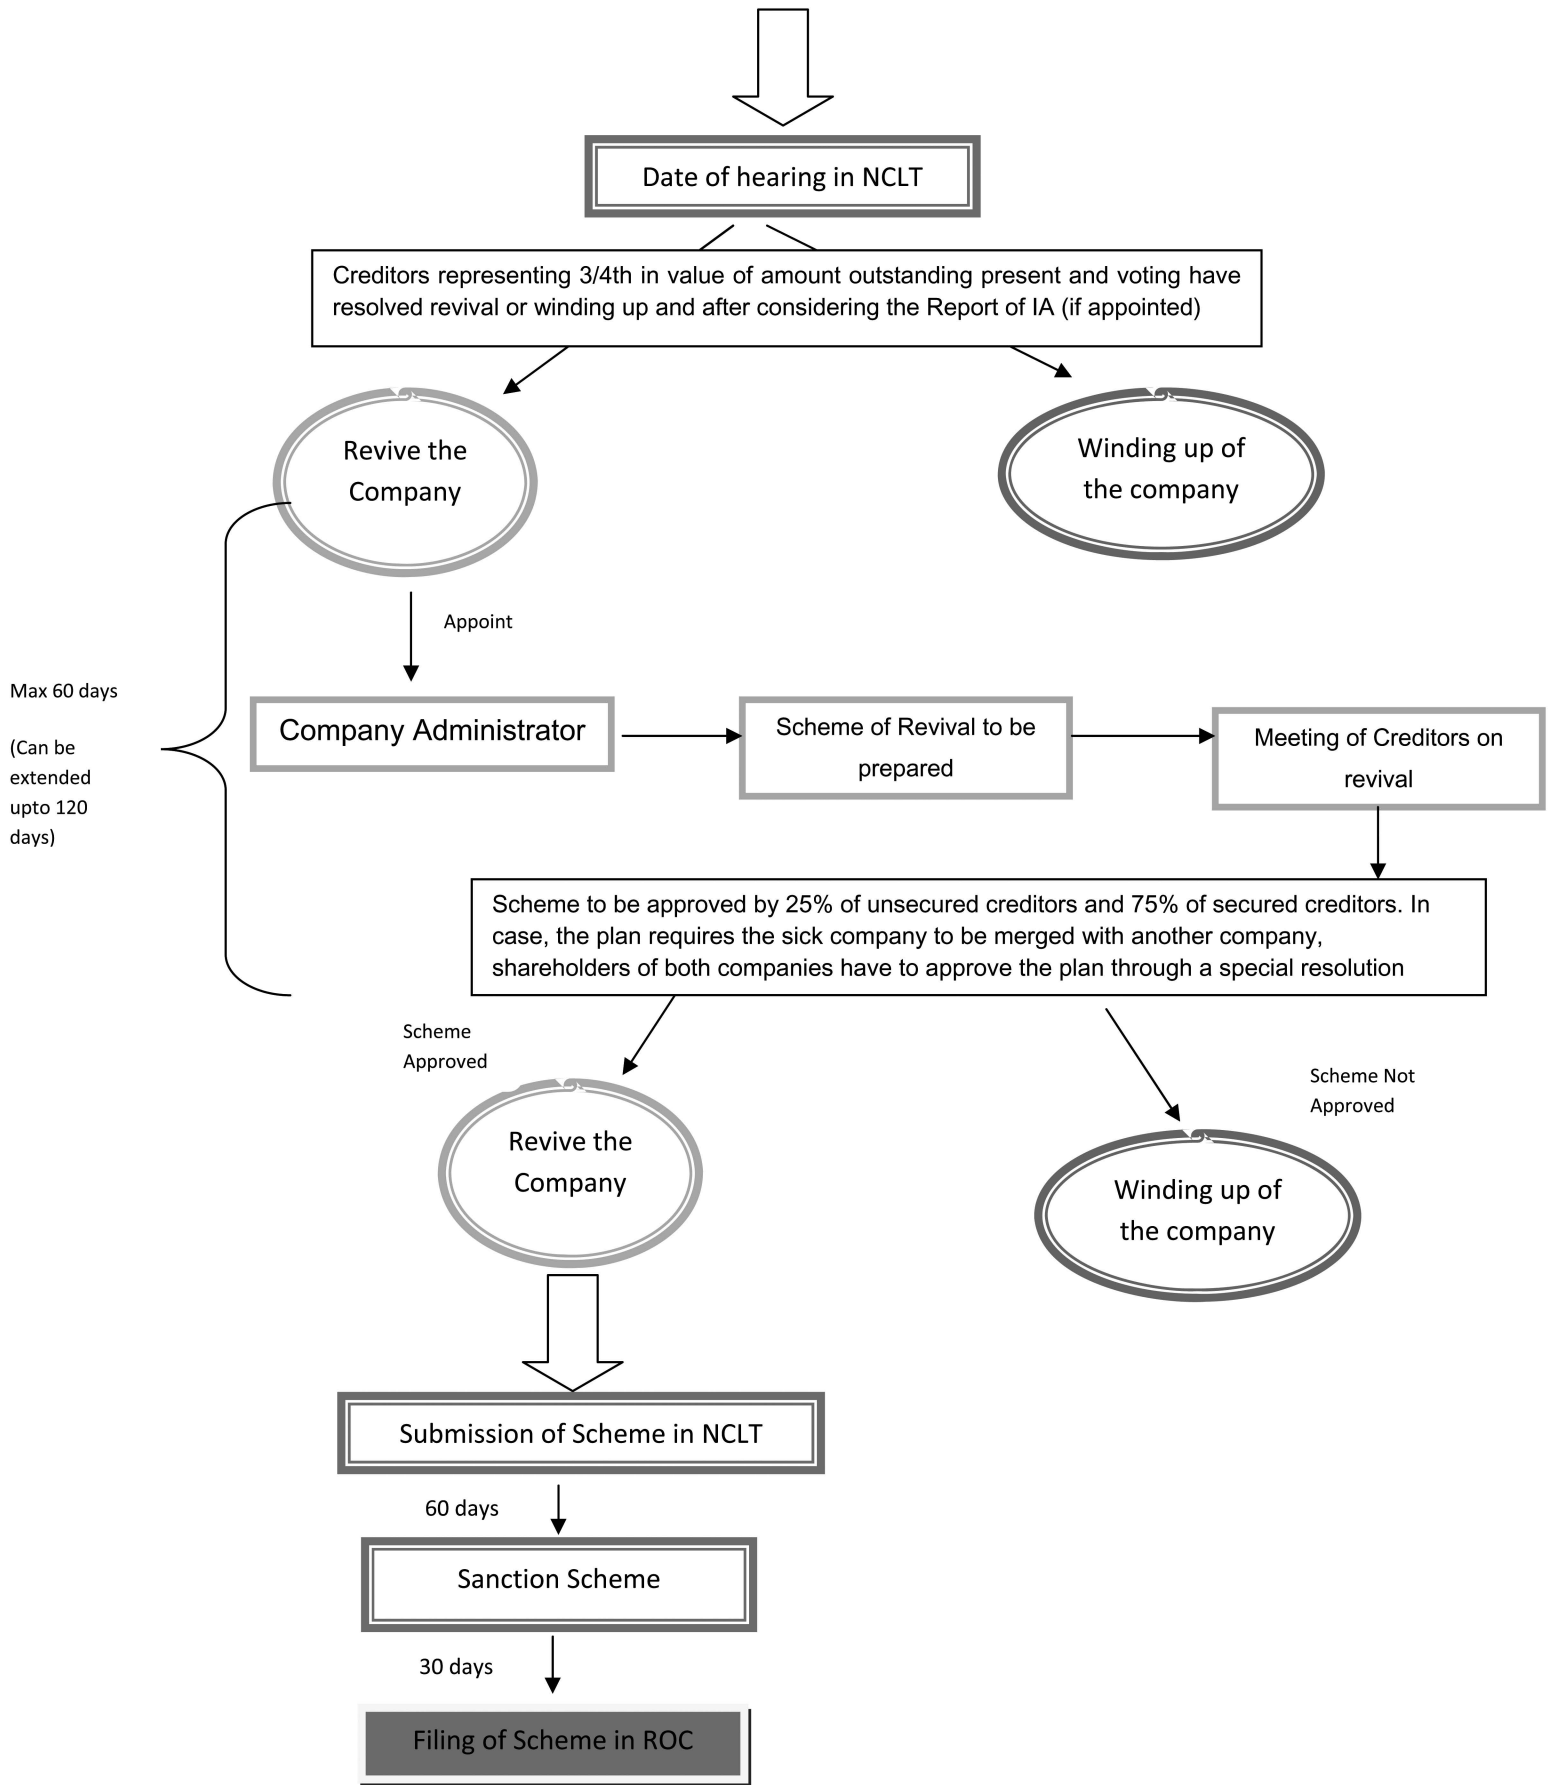 Date of hearing in NCLT
Creditors representing 3/4th in value of amount outstanding present and voting have
resolved revival or winding up and after considering the Report of IA (if appointed)
Revive the
Company
Winding up of
the company
Appoint
Max 60 days
(Can be
extended
upto 120
days)
Company Administrator
Scheme of Revival to be
prepared
Meeting of Creditors on
revival
Scheme to be approved by 25% of unsecured creditors and 75% of secured creditors. In
case, the plan requires the sick company to be merged with another company,
shareholders of both companies have to approve the plan through a special resolution
Scheme
Approved
Scheme Not
Approved
Revive the
Company
Winding up of
the company
Submission of Scheme in NCLT
60 days
Sanction Scheme
30 days
Filing of Scheme in ROC